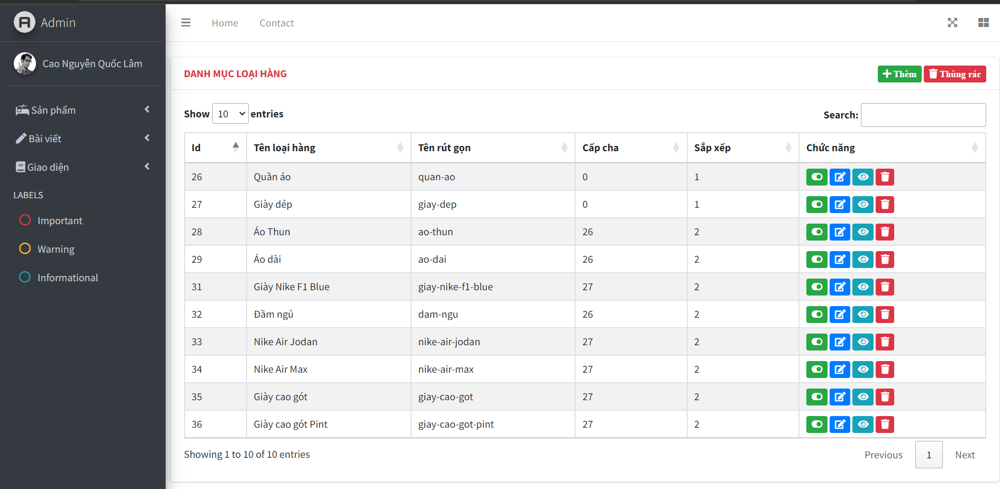 Admin
Home Contact
Cao Nguyễn Quốc Lâm
Sản phẩm
Bài viết
Giao diện
LABELS
Important
Warning
Informational
DANH MỤC LOẠI HÀNG
Thêm Thùng rác
Show 10 entries
Search:
Id Tên loại hàng Tên rút gọn Cấp cha Sắp xếp Chức năng
26 Quần áo quan-ao 0 1
27 Giày dép giay-dep 0 1
28 Áo Thun ao-thun 26 2
29 Áo dài ao-dai 26 2
31 Giày Nike F1 Blue giay-nike-f1-blue 27 2
32 Đầm ngủ dam-ngu 26 2
33 Nike Air Jodan nike-air-jodan 27 2
34 Nike Air Max nike-air-max 27 2
35 Giày cao gót giay-cao-got 27 2
36 Giày cao gót Pint giay-cao-got-pint 27 2
Showing 1 to 10 of 10 entries
Previous 1 Next